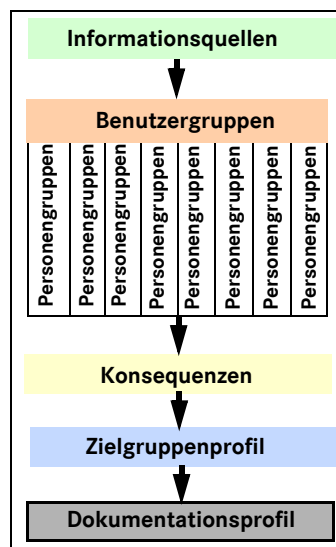 Informationsquellen
Benutzergruppen
Personengruppen
Personengruppen
Personengruppen
Personengruppen
Personengruppen
Personengruppen
Personengruppen
Personengruppen
Konsequenzen
Zielgruppenprofil
Dokumentationsprofil